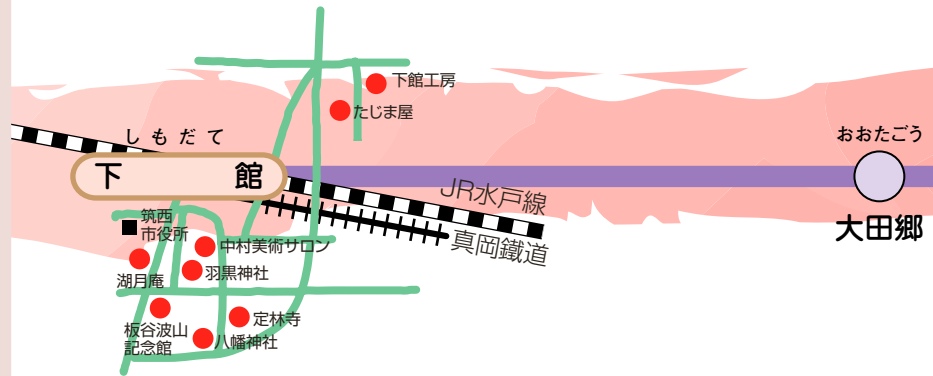 下館工房
たじま屋
しもだて
下館
おおたごう
大田郷
JR水戸線
真岡鐵道
筑西
市役所
中村美術サロン
羽黒神社
湖月庵
定林寺
板谷波山
記念館
八幡神社